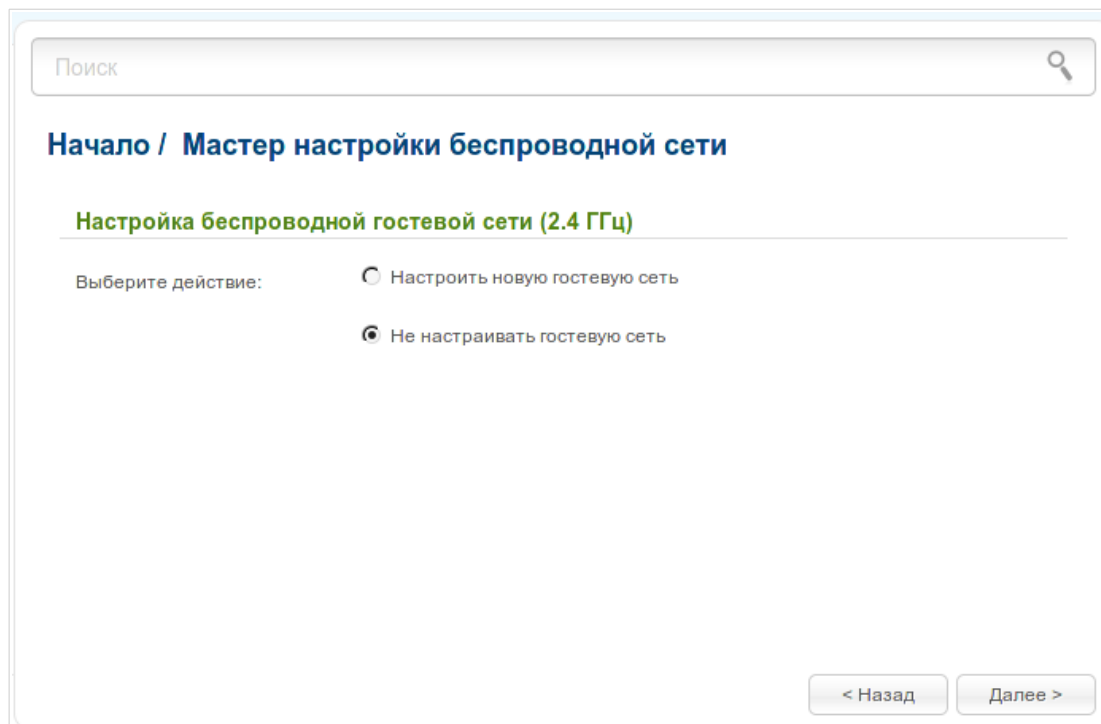 Поиск
Начало / Мастер настройки беспроводной сети
Настройка беспроводной гостевой сети (2.4 ГГц)
Выберите действие:
Настроить новую гостевую сеть
Не настраивать гостевую сеть
< Назад
Далее >